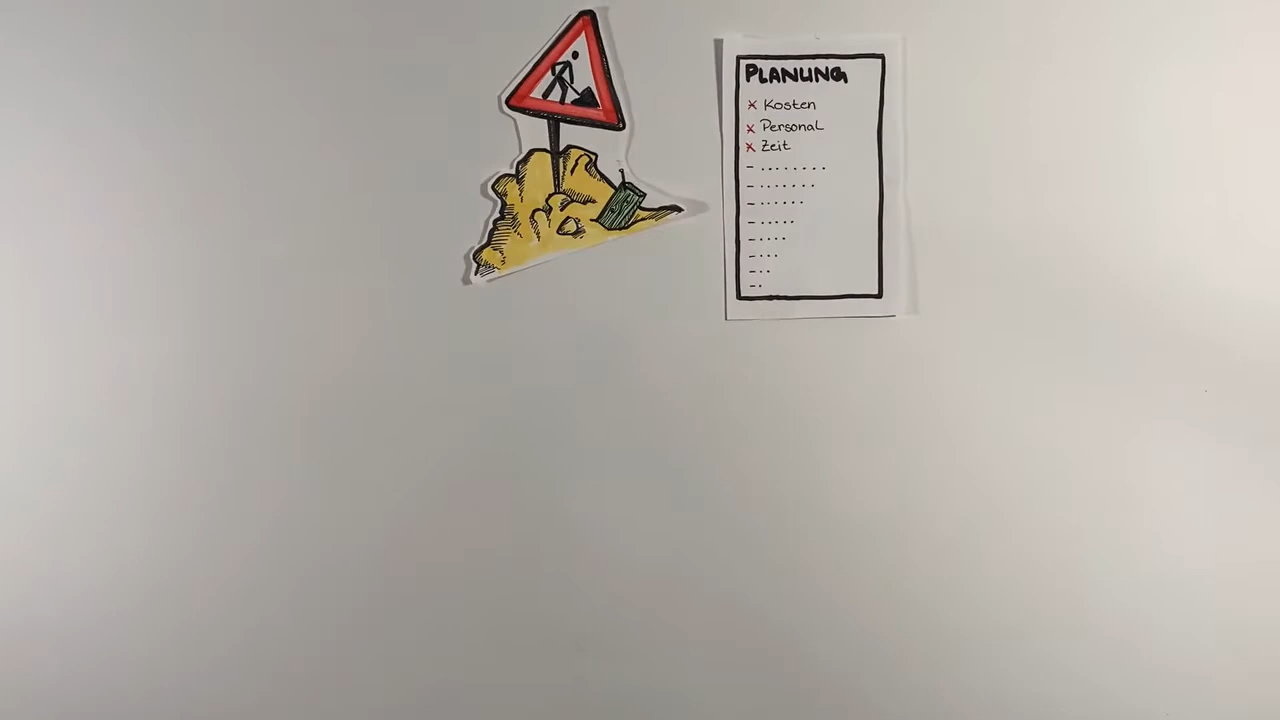 PLANUNG
x Kosten
x Personal
x Zeit
- ........
- .......
- ......
- .....
- ....
- ...
- ..
- .